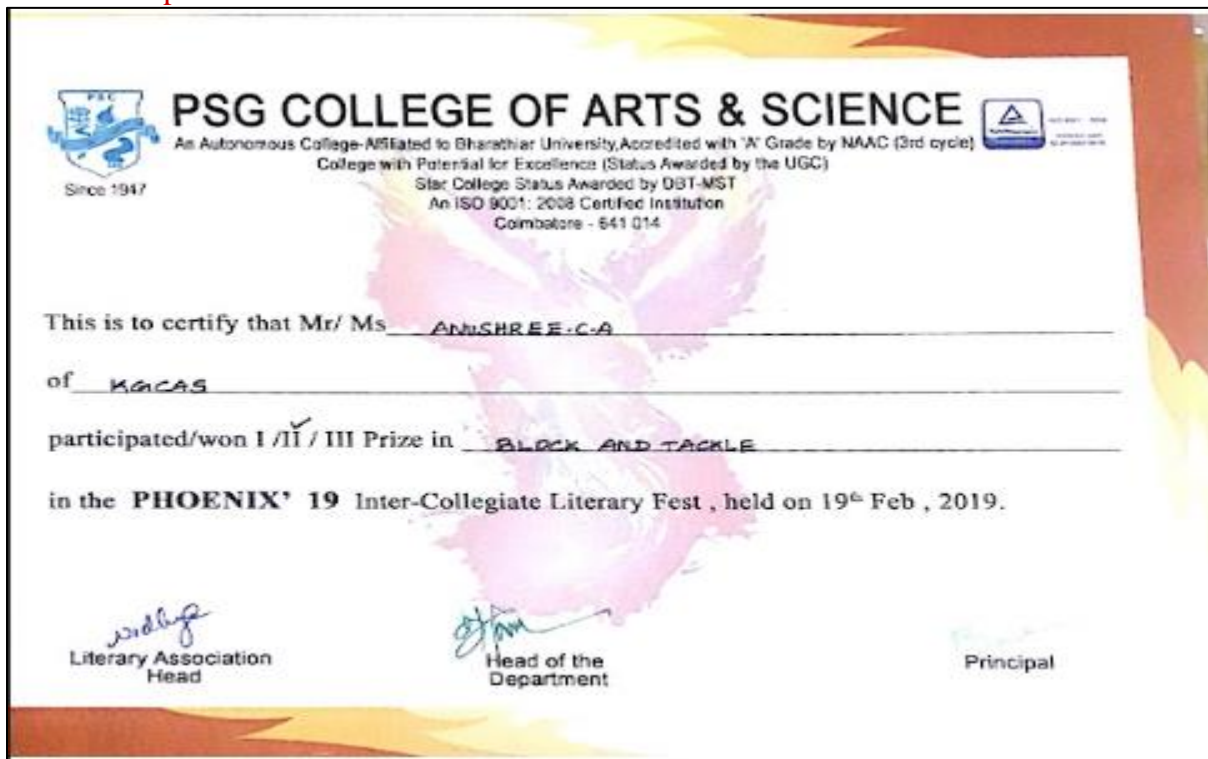 PSG
PSG COLLEGE OF ARTS & SCIENCE
An Autonomous College-Affiliated to Bharathiar University, Accredited with 'A' Grade by NAAC (3rd cycle)
College with Potential for Excellence (Status Awarded by the UGC)
Star College Status Awarded by DBT-MST
An ISO 9001: 2008 Certified Institution
Coimbatore - 641 014
Since 1947
This is to certify that Mr/ Ms ANUSHREE.C.A
of KGCAS
participated/won I /II / III Prize in BLOCK AND TACKLE
in the PHOENIX' 19 Inter-Collegiate Literary Fest , held on 19th Feb , 2019.
Literary Association
Head
Head of the
Department
Principal